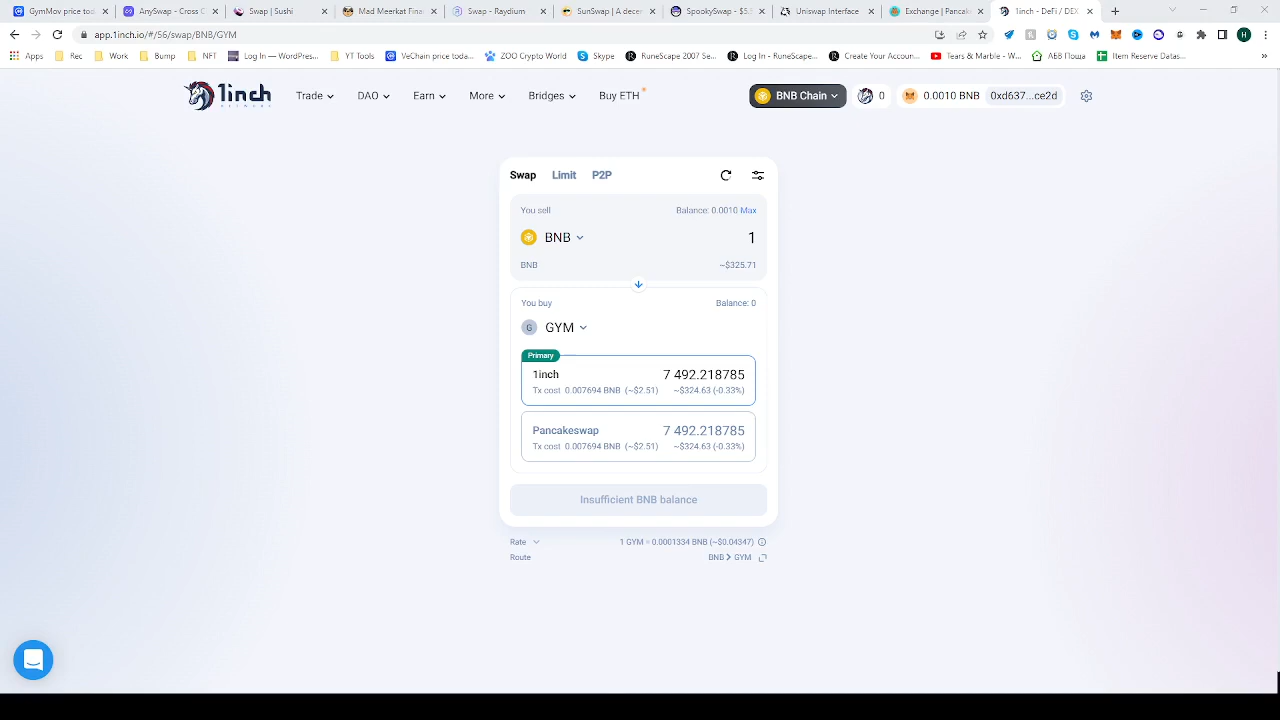 GymMov price tod
AnySwap - Cross C
Swap | Sushi
Mad Meerkat Finan
Swap - Raydium
SunSwap | A decen
SpookySwap - $5.5
Uniswap Interface
Exchange | Pancak
1inch - DeFi / DEX
app.1inch.io/#/56/swap/BNB/GYM
H
Apps
Rec
Work
Bump
NFT
Log In — WordPres...
YT Tools
VeChain price toda...
ZOO Crypto World
Skype
RuneScape 2007 Se...
Log In - RuneScape...
Create Your Accoun...
Tears & Marble - W...
АБВ Поща
Item Reserve Datas...
»
1inch
NETWORK
Trade
DAO
Earn
More
Bridges
Buy ETH
BNB Chain
0
0.0010 BNB
0xd637...ce2d
Swap
Limit
P2P
You sell
Balance: 0.0010 Max
BNB
1
BNB
~$325.71
You buy
Balance: 0
G
GYM
Primary
1inch
7 492.218785
Tx cost 0.007694 BNB (~$2.51)
~$324.63 (-0.33%)
Pancakeswap
7 492.218785
Tx cost 0.007694 BNB (~$2.51)
~$324.63 (-0.33%)
Insufficient BNB balance
Rate
1 GYM = 0.0001334 BNB (~$0.04347)
Route
BNB > GYM